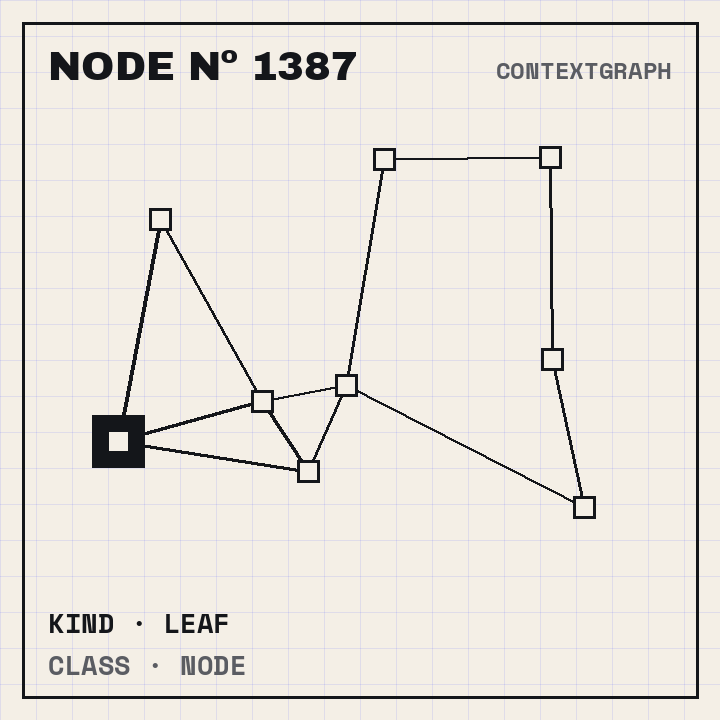 NODE Nº 1387
CONTEXTGRAPH
KIND · LEAF
CLASS · NODE